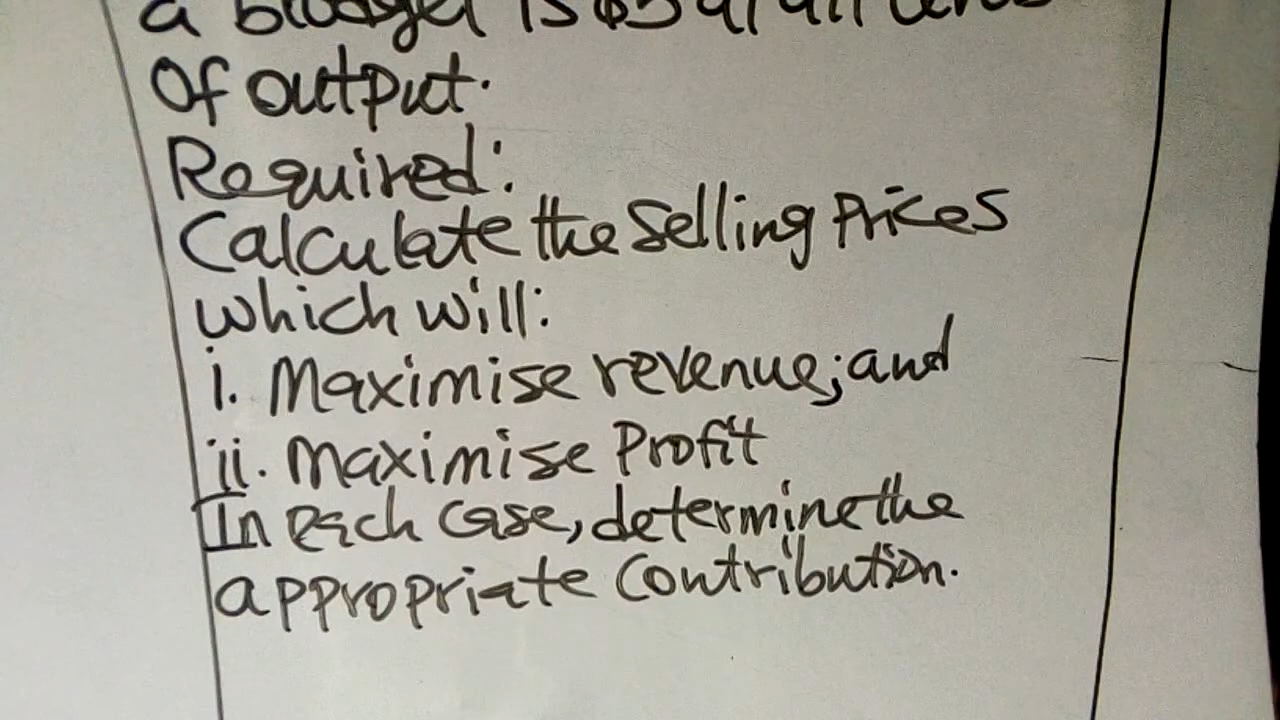 a
Of output.
Required:
Calculate the selling Prices
which will:
i. Maximise revenue; and
ii. Maximise Profit
In each case, determine the
appropriate Contribution.